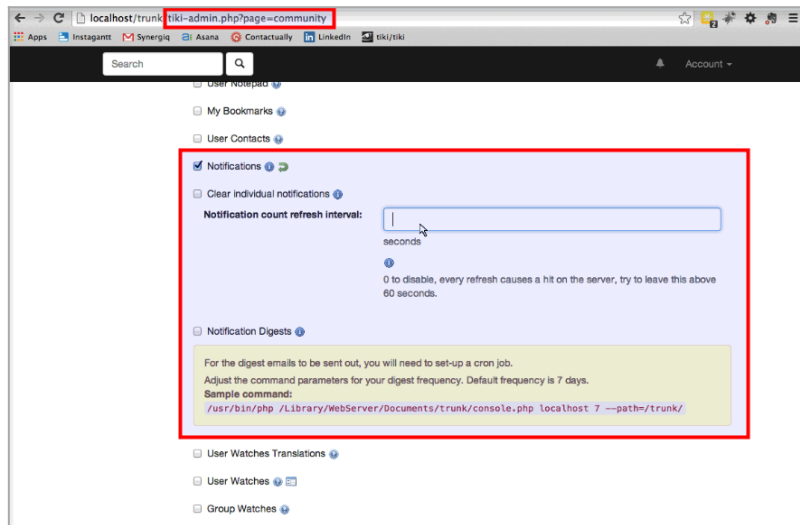 localhost/trunk/tiki-admin.php?page=community
Apps Instagantt Synergiq Asana Contactually LinkedIn tiki/tiki
Search Account
User Notepad
My Bookmarks
User Contacts
Notifications
Clear individual notifications
Notification count refresh interval:
seconds
0 to disable, every refresh causes a hit on the server, try to leave this above
60 seconds.
Notification Digests
For the digest emails to be sent out, you will need to set-up a cron job.
Adjust the command parameters for your digest frequency. Default frequency is 7 days.
Sample command:
/usr/bin/php /Library/WebServer/Documents/trunk/console.php localhost 7 --path=/trunk/
User Watches Translations
User Watches
Group Watches